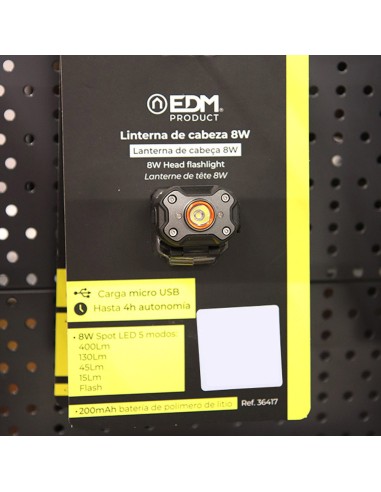 EDM®
PRODUCT
Linterna de cabeza 8W
Lanterna de cabeça 8W
8W Head flashlight
Lanterne de tête 8W
Carga micro USB
Hasta 4h autonomía
• 8W Spot LED 5 modos:
400Lm
130Lm
45Lm
15Lm
Flash
•200mAh bateria de polímero de litio
Ref. 36417